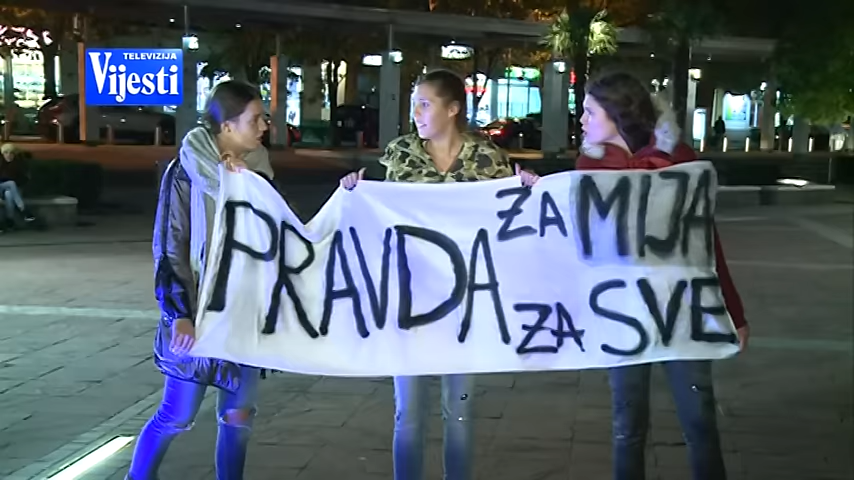 TELEVIZIJA
Vijesti
PRAVDA ZA MIJA
ZA SVE